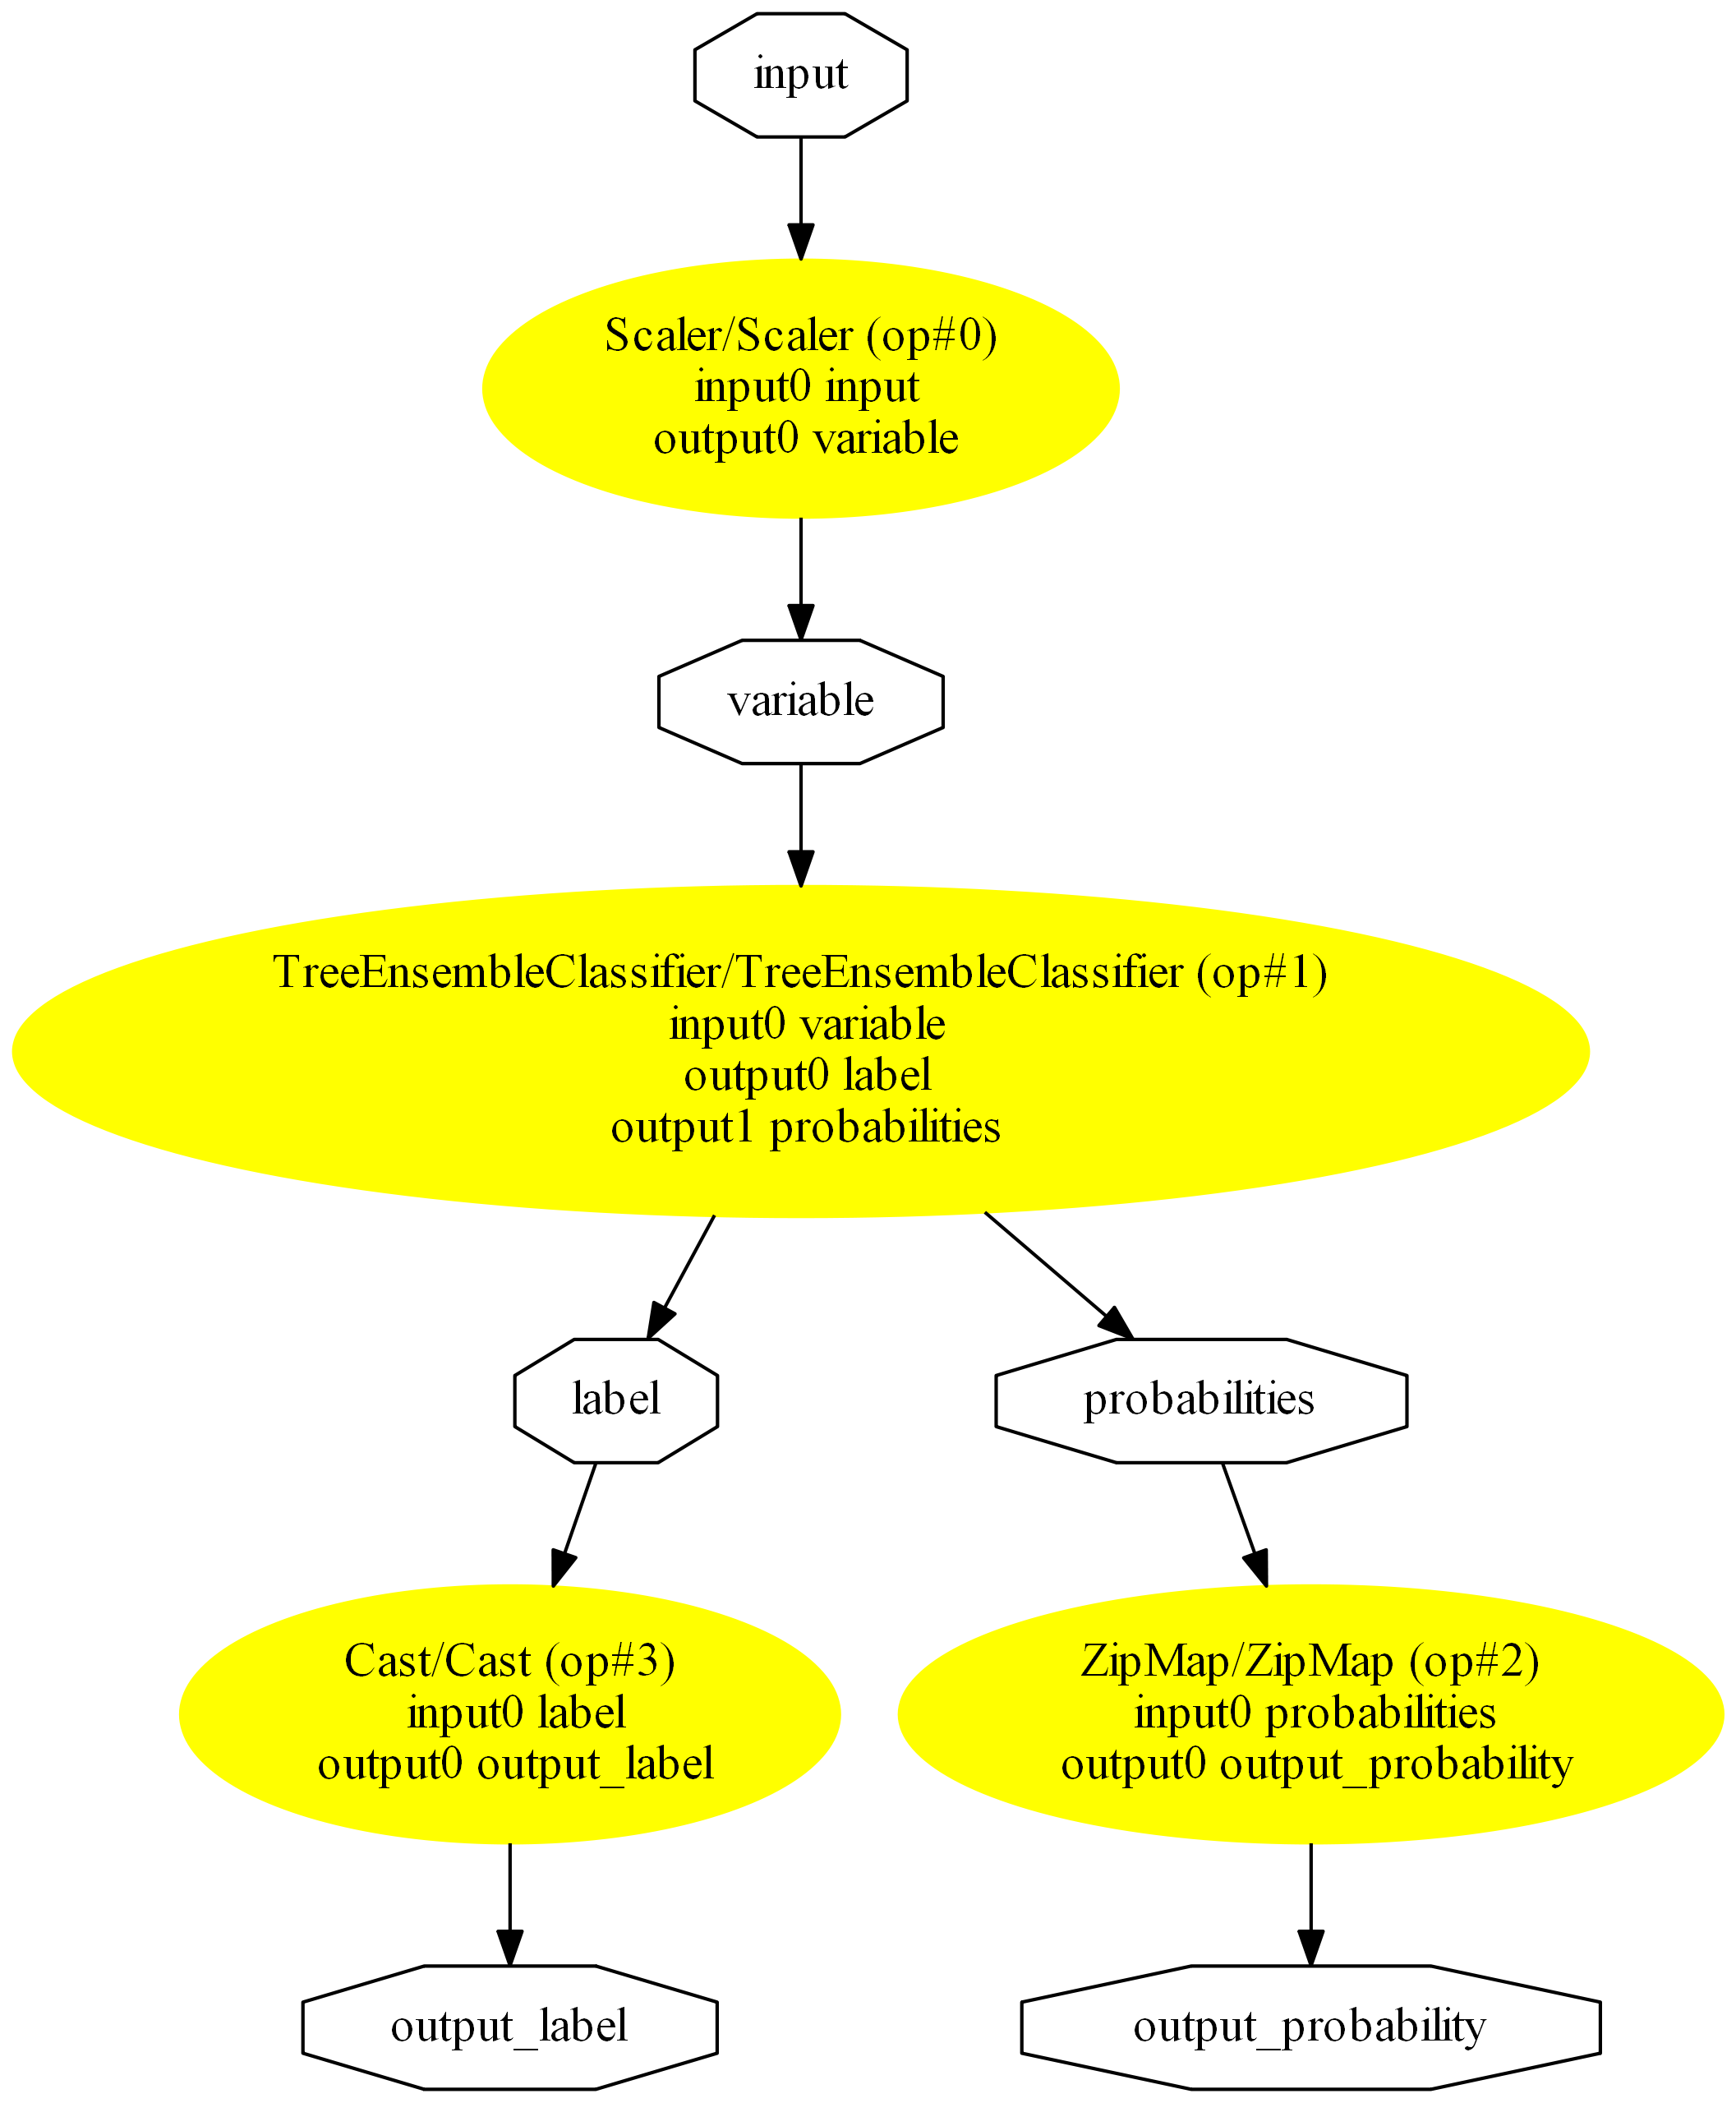 input
Scaler/Scaler (op#0)
input0 input
output0 variable
variable
TreeEnsembleClassifier/TreeEnsembleClassifier (op#1)
input0 variable
output0 label
output1 probabilities
label
probabilities
Cast/Cast (op#3)
input0 label
output0 output_label
ZipMap/ZipMap (op#2)
input0 probabilities
output0 output_probability
output_label
output_probability